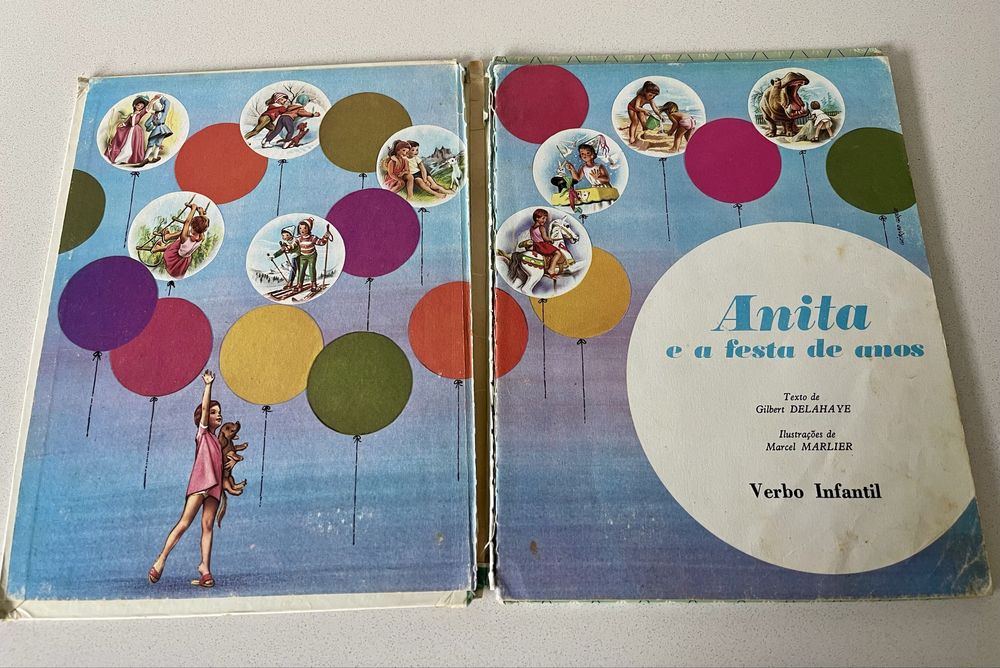 Anita
e a festa de anos
Texto de
Gilbert DELAHAYE
Ilustrações de
Marcel MARLIER
Verbo Infantil